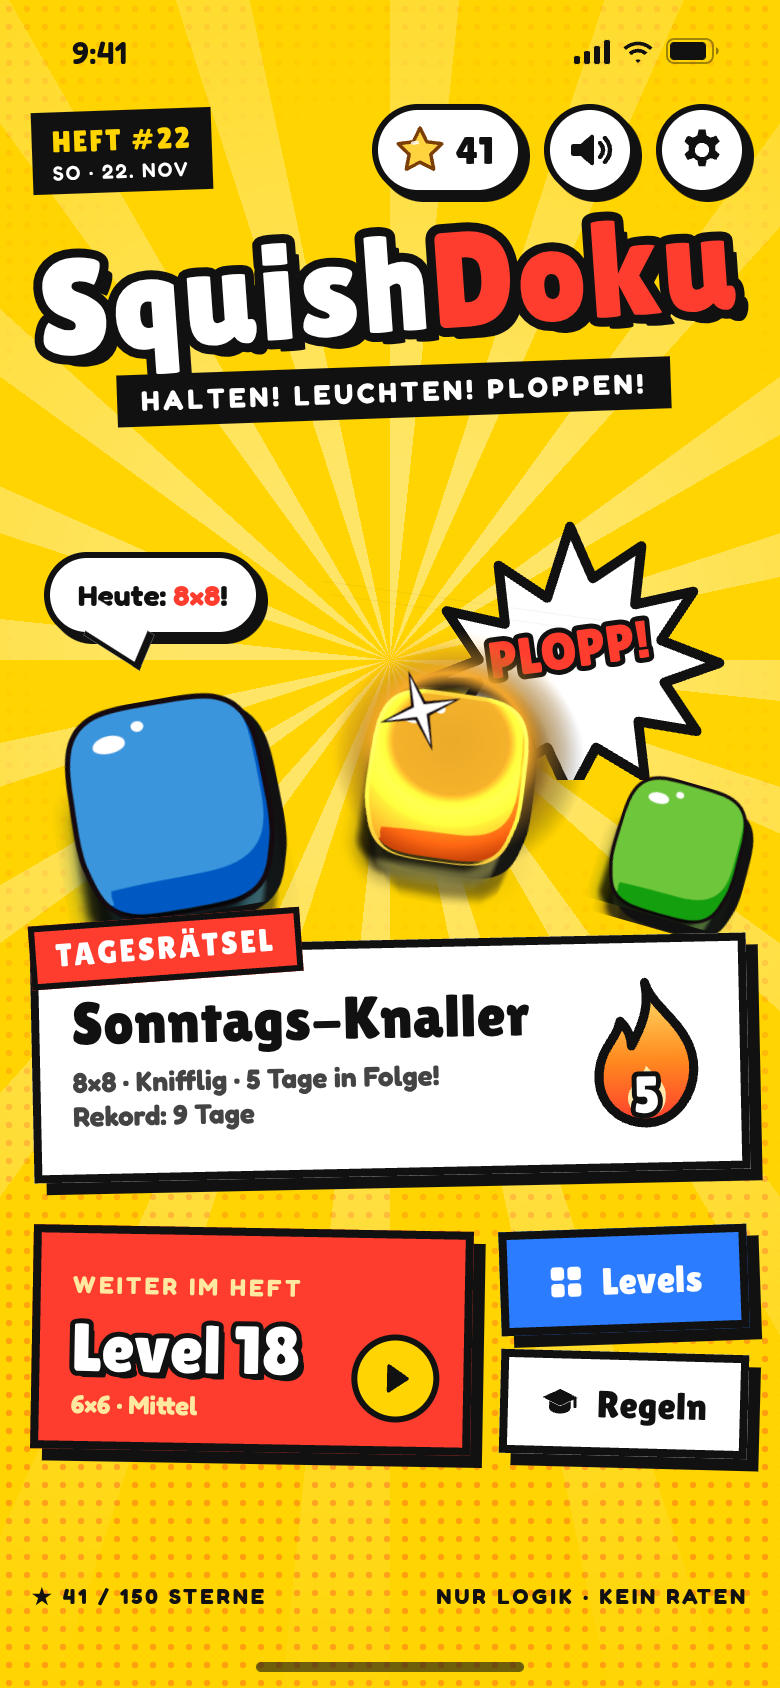 9:41
HEFT #22
SO · 22. NOV
41
SquishDoku
HALTEN! LEUCHTEN! PLOPPEN!
Heute: 8x8!
PLOPP!
TAGESRÄTSEL
Sonntags-Knaller
8x8 · Knifflig · 5 Tage in Folge!
Rekord: 9 Tage
5
WEITER IM HEFT
Level 18
6x6 · Mittel
Levels
Regeln
★ 41 / 150 STERNE
NUR LOGIK · KEIN RATEN